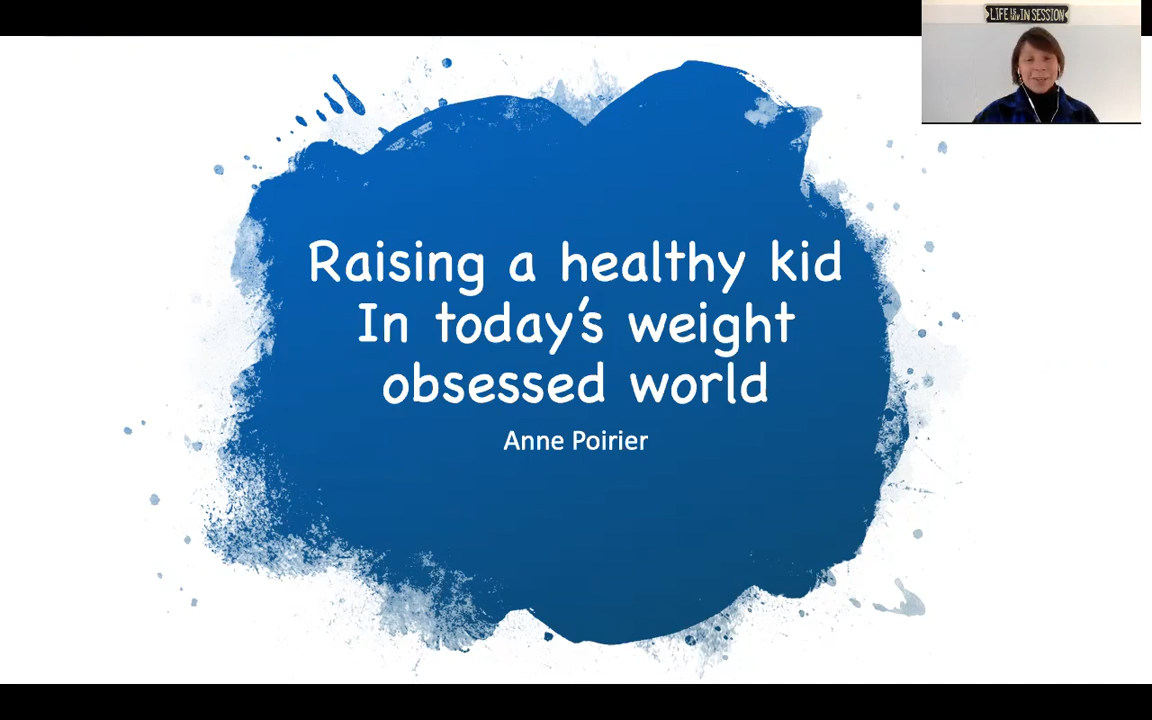 LIFE IS NOW IN SESSION
Raising a healthy kid
In today's weight
obsessed world
Anne Poirier